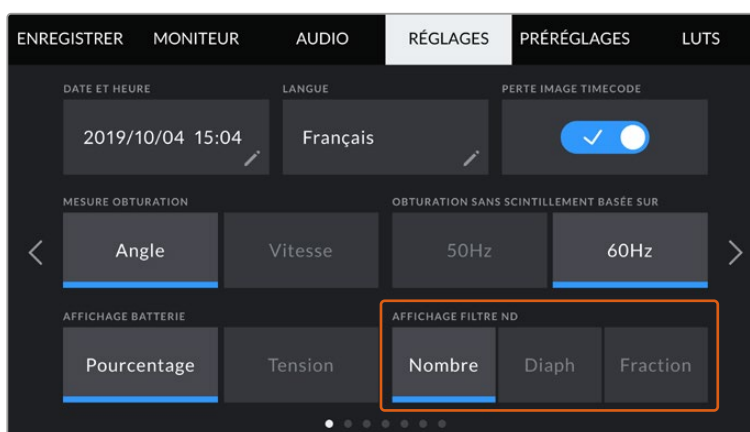 ENREGISTRER MONITEUR AUDIO RÉGLAGES PRÉRÉGLAGES LUTS
DATE ET HEURE LANGUE PERTE IMAGE TIMECODE
2019/10/04 15:04 Français
MESURE OBTURATION OBTURATION SANS SCINTILLEMENT BASÉE SUR
Angle Vitesse 50Hz 60Hz
AFFICHAGE BATTERIE AFFICHAGE FILTRE ND
Pourcentage Tension Nombre Diaph Fraction